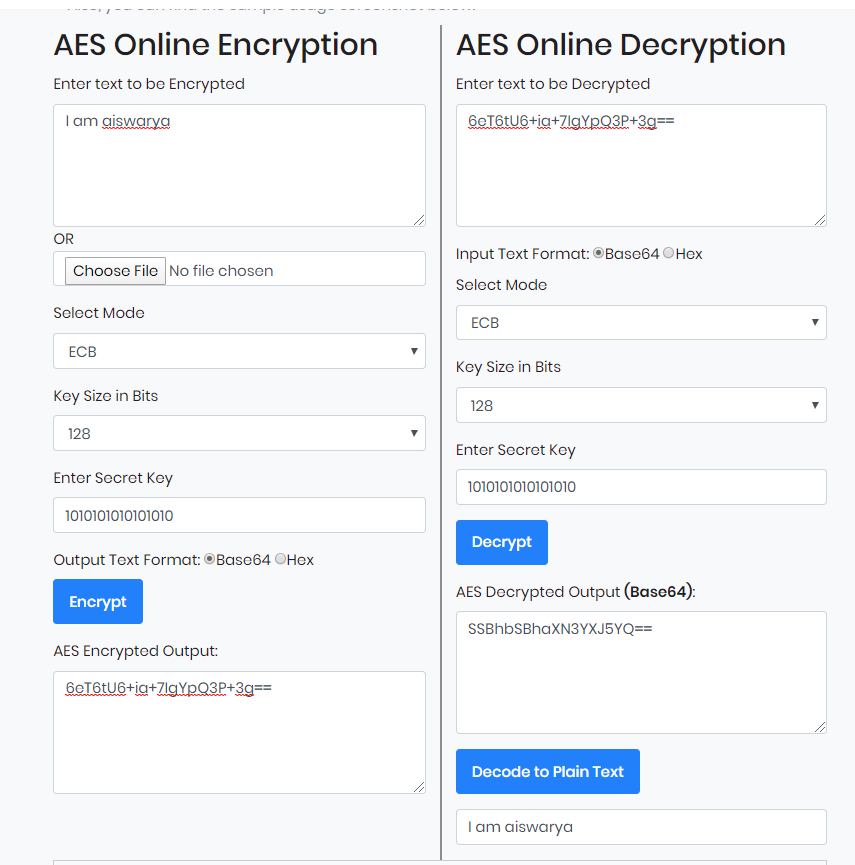 AES Online Encryption
Enter text to be Encrypted
I am aiswarya
OR
Choose File No file chosen
Select Mode
ECB
Key Size in Bits
128
Enter Secret Key
1010101010101010
Output Text Format: Base64 Hex
Encrypt
AES Encrypted Output:
6eT6tU6+ia+7IgYpQ3P+3g==
AES Online Decryption
Enter text to be Decrypted
6eT6tU6+ia+7IgYpQ3P+3g==
Input Text Format: Base64 Hex
Select Mode
ECB
Key Size in Bits
128
Enter Secret Key
1010101010101010
Decrypt
AES Decrypted Output (Base64):
SSBhbSBhaXN3YXJ5YQ==
Decode to Plain Text
I am aiswarya